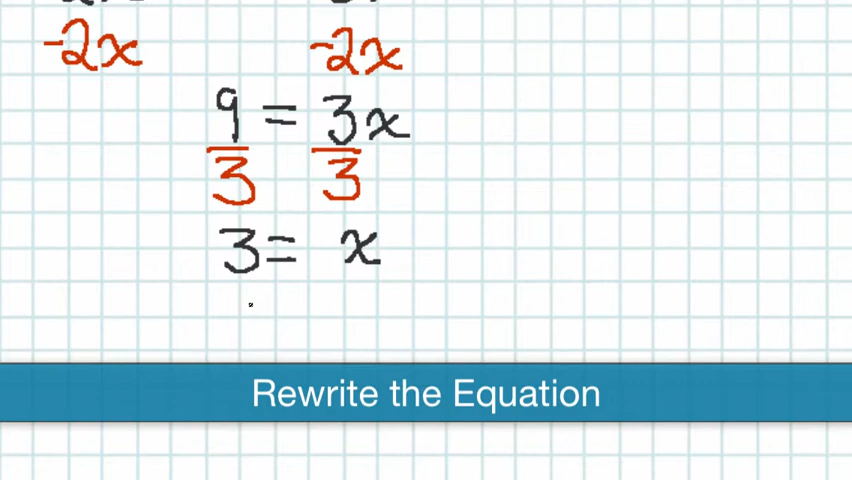 -2x -2x
9 = 3x
3 3
3 = x
Rewrite the Equation